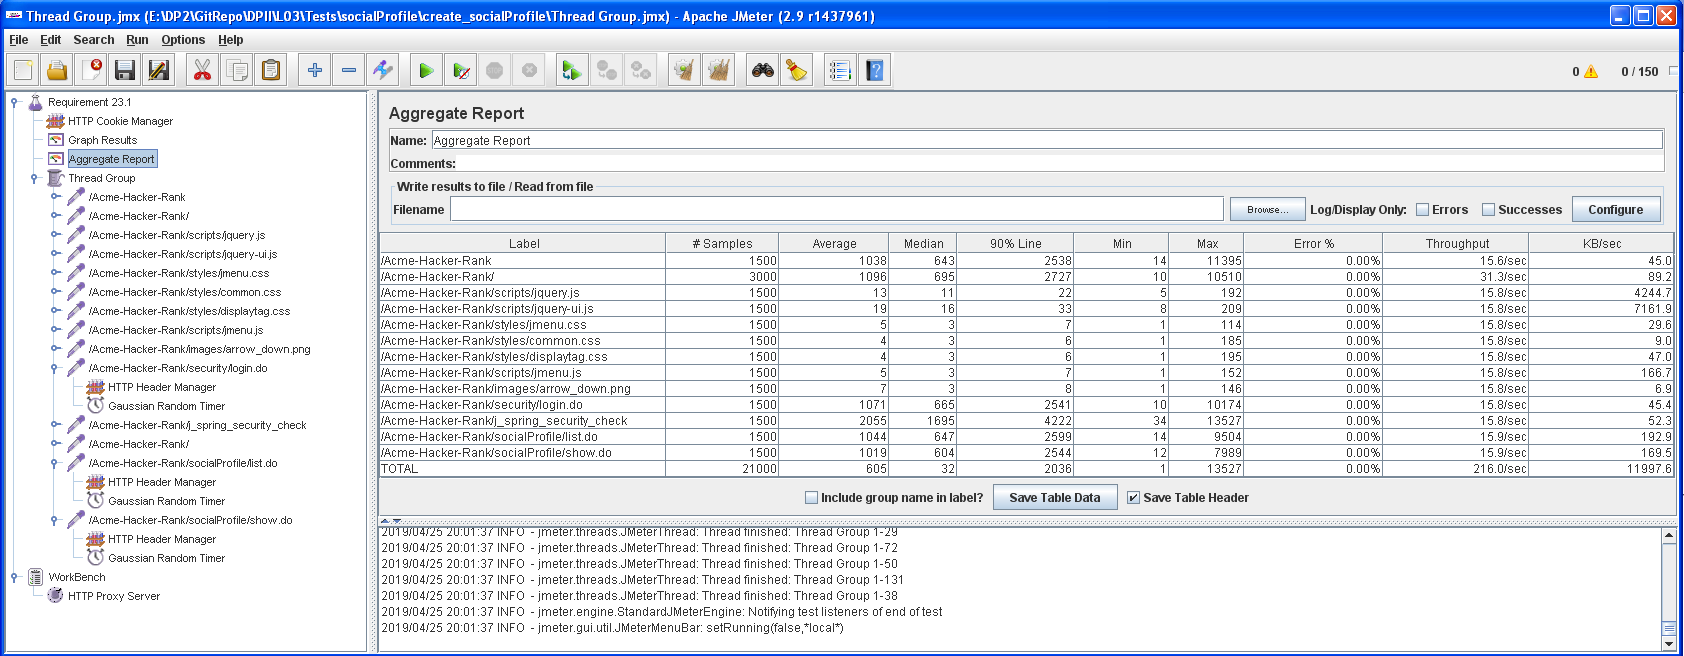 Thread Group.jmx (E:\DP2\GitRepo\DPII\L03\Tests\socialProfile\create_socialProfile\Thread Group.jmx) - Apache JMeter (2.9 r1437961)
File Edit Search Run Options Help
0 0 / 150
Requirement 23.1
HTTP Cookie Manager
Graph Results
Aggregate Report
Thread Group
/Acme-Hacker-Rank
/Acme-Hacker-Rank/
/Acme-Hacker-Rank/scripts/jquery.js
/Acme-Hacker-Rank/scripts/jquery-ui.js
/Acme-Hacker-Rank/styles/jmenu.css
/Acme-Hacker-Rank/styles/common.css
/Acme-Hacker-Rank/styles/displaytag.css
/Acme-Hacker-Rank/scripts/jmenu.js
/Acme-Hacker-Rank/images/arrow_down.png
/Acme-Hacker-Rank/security/login.do
HTTP Header Manager
Gaussian Random Timer
/Acme-Hacker-Rank/j_spring_security_check
/Acme-Hacker-Rank/
/Acme-Hacker-Rank/socialProfile/list.do
HTTP Header Manager
Gaussian Random Timer
/Acme-Hacker-Rank/socialProfile/show.do
HTTP Header Manager
Gaussian Random Timer
WorkBench
HTTP Proxy Server
Aggregate Report
Name: Aggregate Report
Comments:
Write results to file / Read from file
Filename Browse... Log/Display Only: Errors Successes Configure
Label # Samples Average Median 90% Line Min Max Error % Throughput KB/sec
/Acme-Hacker-Rank 1500 1038 643 2538 14 11395 0.00% 15.6/sec 45.0
/Acme-Hacker-Rank/ 3000 1096 695 2727 10 10510 0.00% 31.3/sec 89.2
/Acme-Hacker-Rank/scripts/jquery.js 1500 13 11 22 5 192 0.00% 15.8/sec 4244.7
/Acme-Hacker-Rank/scripts/jquery-ui.js 1500 19 16 33 8 209 0.00% 15.8/sec 7161.9
/Acme-Hacker-Rank/styles/jmenu.css 1500 5 3 7 1 114 0.00% 15.8/sec 29.6
/Acme-Hacker-Rank/styles/common.css 1500 4 3 6 1 185 0.00% 15.8/sec 9.0
/Acme-Hacker-Rank/styles/displaytag.css 1500 4 3 6 1 195 0.00% 15.8/sec 47.0
/Acme-Hacker-Rank/scripts/jmenu.js 1500 5 3 7 1 152 0.00% 15.8/sec 166.7
/Acme-Hacker-Rank/images/arrow_down.png 1500 7 3 8 1 146 0.00% 15.8/sec 6.9
/Acme-Hacker-Rank/security/login.do 1500 1071 665 2541 10 10174 0.00% 15.8/sec 45.4
/Acme-Hacker-Rank/j_spring_security_check 1500 2055 1695 4222 34 13527 0.00% 15.8/sec 52.3
/Acme-Hacker-Rank/socialProfile/list.do 1500 1044 647 2599 14 9504 0.00% 15.9/sec 192.9
/Acme-Hacker-Rank/socialProfile/show.do 1500 1019 604 2544 12 7989 0.00% 15.9/sec 169.5
TOTAL 21000 605 32 2036 1 13527 0.00% 216.0/sec 11997.6
Include group name in label? Save Table Data Save Table Header
2019/04/25 20:01:37 INFO - jmeter.threads.JMeterThread: Thread finished: Thread Group 1-29
2019/04/25 20:01:37 INFO - jmeter.threads.JMeterThread: Thread finished: Thread Group 1-72
2019/04/25 20:01:37 INFO - jmeter.threads.JMeterThread: Thread finished: Thread Group 1-50
2019/04/25 20:01:37 INFO - jmeter.threads.JMeterThread: Thread finished: Thread Group 1-131
2019/04/25 20:01:37 INFO - jmeter.threads.JMeterThread: Thread finished: Thread Group 1-38
2019/04/25 20:01:37 INFO - jmeter.engine.StandardJMeterEngine: Notifying test listeners of end of test
2019/04/25 20:01:37 INFO - jmeter.gui.util.JMeterMenuBar: setRunning(false,*local*)